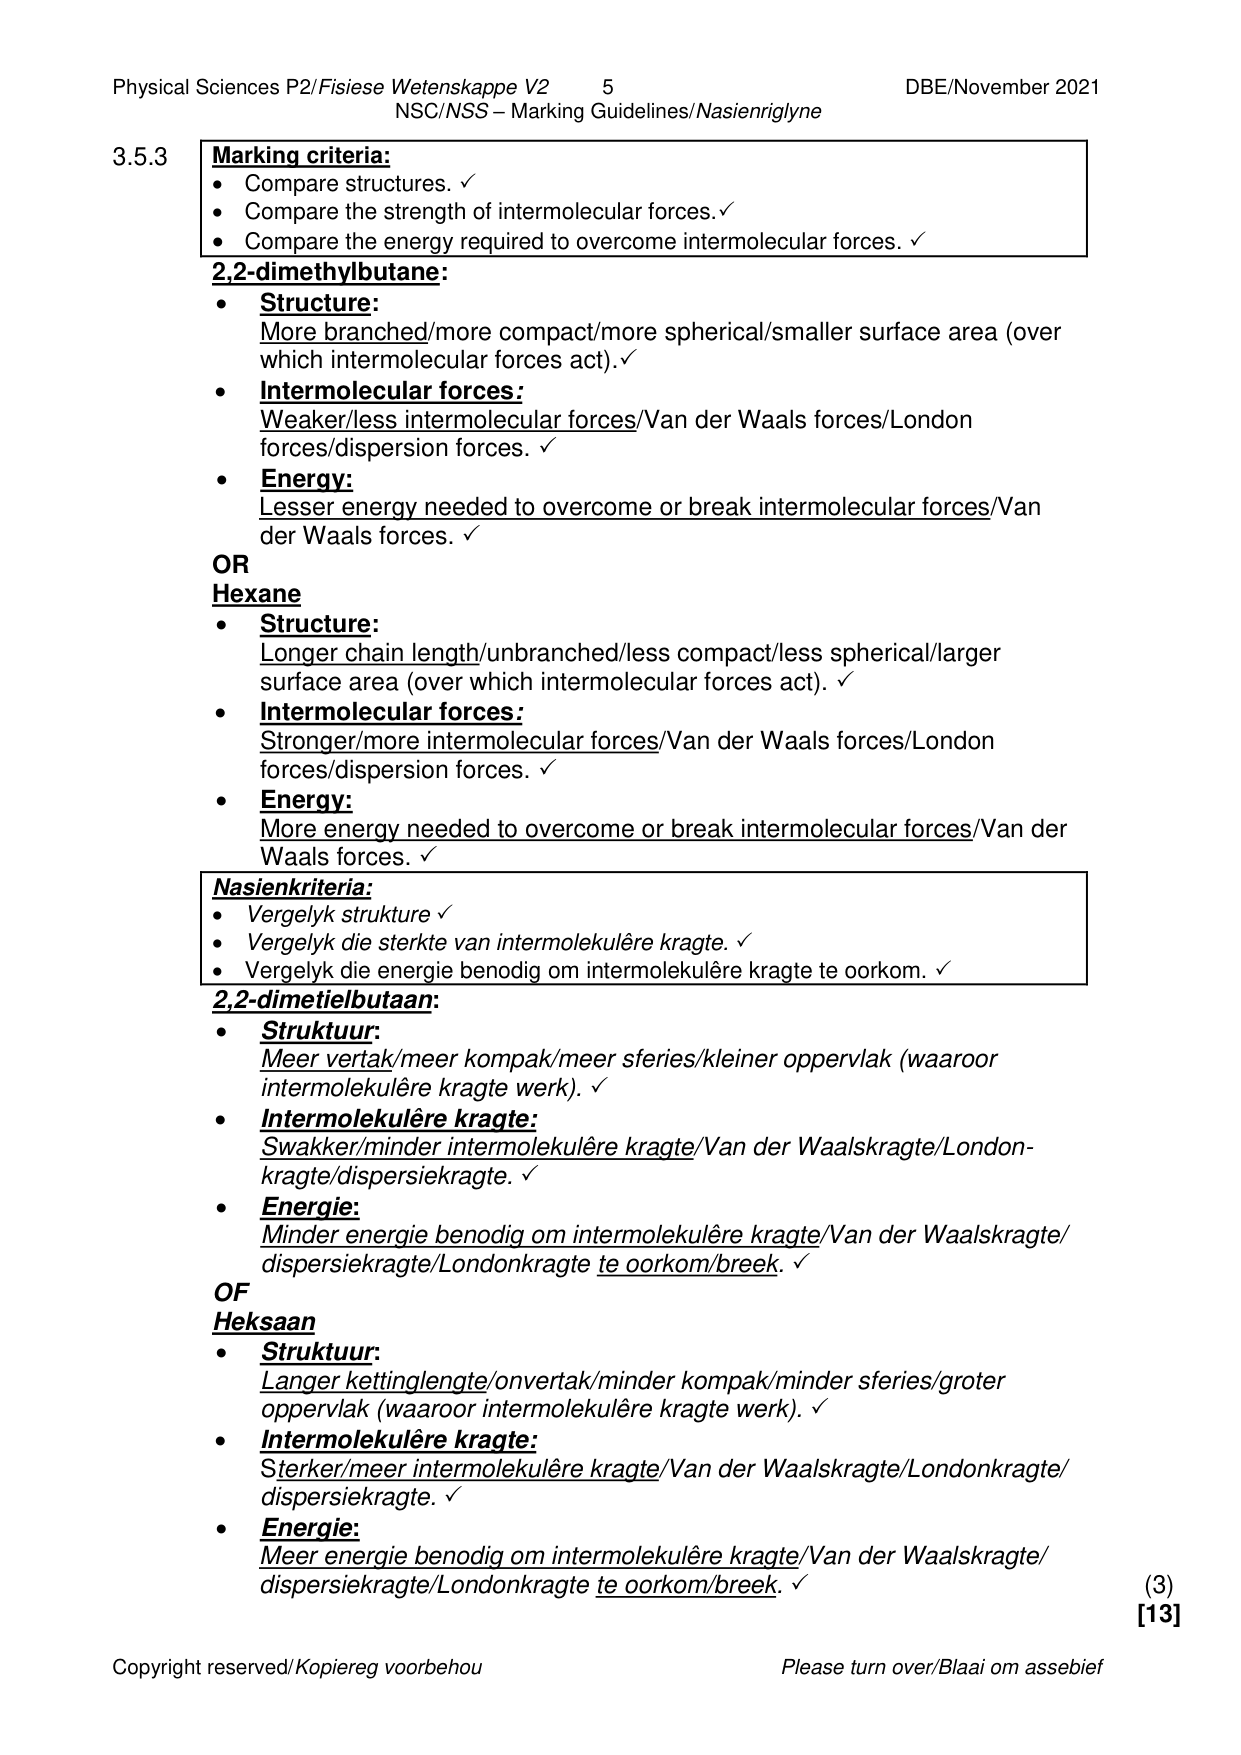 Physical Sciences P2/Fisiese Wetenskappe V2 5 DBE/November 2021
NSC/NSS – Marking Guidelines/Nasienriglyne
3.5.3 Marking criteria:
• Compare structures. ✓
• Compare the strength of intermolecular forces.✓
• Compare the energy required to overcome intermolecular forces. ✓
2,2-dimethylbutane:
• Structure:
More branched/more compact/more spherical/smaller surface area (over
which intermolecular forces act).✓
• Intermolecular forces:
Weaker/less intermolecular forces/Van der Waals forces/London
forces/dispersion forces. ✓
• Energy:
Lesser energy needed to overcome or break intermolecular forces/Van
der Waals forces. ✓
OR
Hexane
• Structure:
Longer chain length/unbranched/less compact/less spherical/larger
surface area (over which intermolecular forces act). ✓
• Intermolecular forces:
Stronger/more intermolecular forces/Van der Waals forces/London
forces/dispersion forces. ✓
• Energy:
More energy needed to overcome or break intermolecular forces/Van der
Waals forces. ✓
Nasienkriteria:
• Vergelyk strukture ✓
• Vergelyk die sterkte van intermolekulêre kragte. ✓
• Vergelyk die energie benodig om intermolekulêre kragte te oorkom. ✓
2,2-dimetielbutaan:
• Struktuur:
Meer vertak/meer kompak/meer sferies/kleiner oppervlak (waaroor
intermolekulêre kragte werk). ✓
• Intermolekulêre kragte:
Swakker/minder intermolekulêre kragte/Van der Waalskragte/London-
kragte/dispersiekragte. ✓
• Energie:
Minder energie benodig om intermolekulêre kragte/Van der Waalskragte/
dispersiekragte/Londonkragte te oorkom/breek. ✓
OF
Heksaan
• Struktuur:
Langer kettinglengte/onvertak/minder kompak/minder sferies/groter
oppervlak (waaroor intermolekulêre kragte werk). ✓
• Intermolekulêre kragte:
Sterker/meer intermolekulêre kragte/Van der Waalskragte/Londonkragte/
dispersiekragte. ✓
• Energie:
Meer energie benodig om intermolekulêre kragte/Van der Waalskragte/
dispersiekragte/Londonkragte te oorkom/breek. ✓ (3)
[13]
Copyright reserved/Kopiereg voorbehou Please turn over/Blaai om assebief